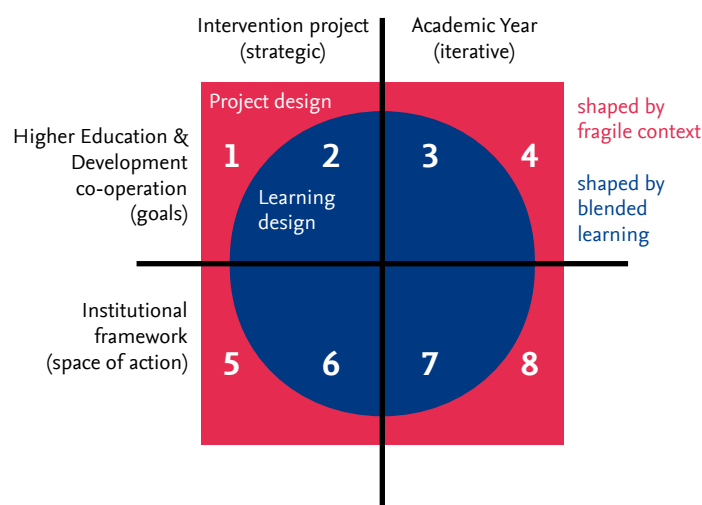 Intervention project
(strategic)
Academic Year
(iterative)
Project design
shaped by
fragile context
Higher Education &
Development
co-operation
(goals)
1
2
3
4
Learning
design
shaped by
blended
learning
Institutional
framework
(space of action)
5
6
7
8